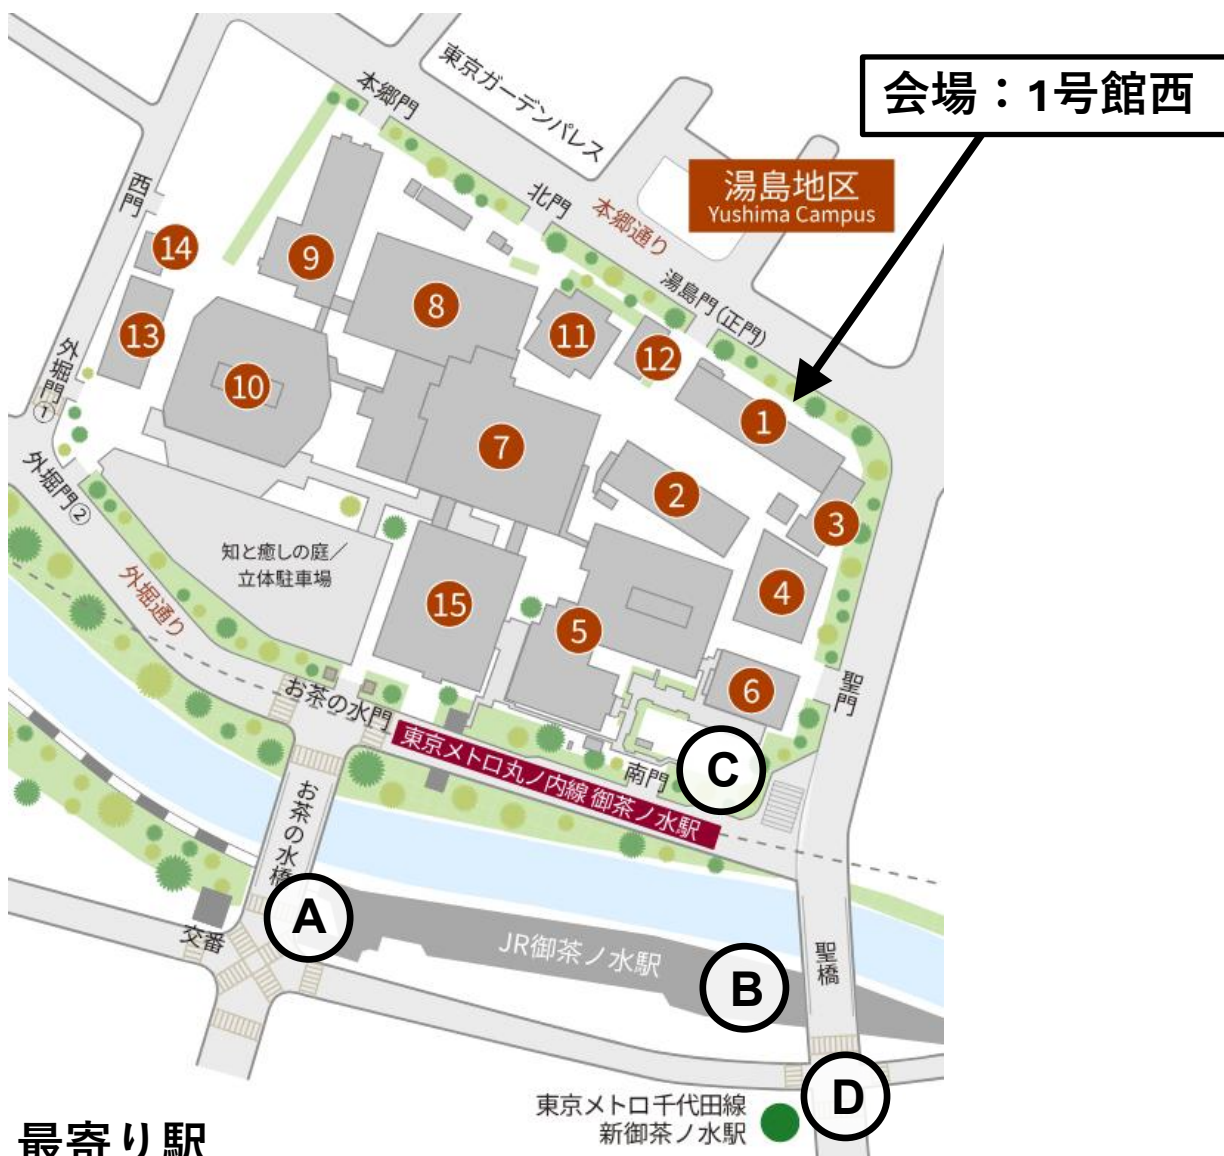 会場：1号館西
湯島地区
Yushima Campus
東京ガーデンパレス
本郷門
北門
本郷通り
湯島門(正門)
西門
14
9
8
11
12
13
10
7
1
2
3
外堀門①
外堀門②
知と癒しの庭／
立体駐車場
外堀通り
15
5
4
6
聖門
お茶の水門
東京メトロ丸ノ内線 御茶ノ水駅
南門
C
お茶の水橋
A
交番
JR御茶ノ水駅
B
聖橋
D
東京メトロ千代田線
新御茶ノ水駅
最寄り駅